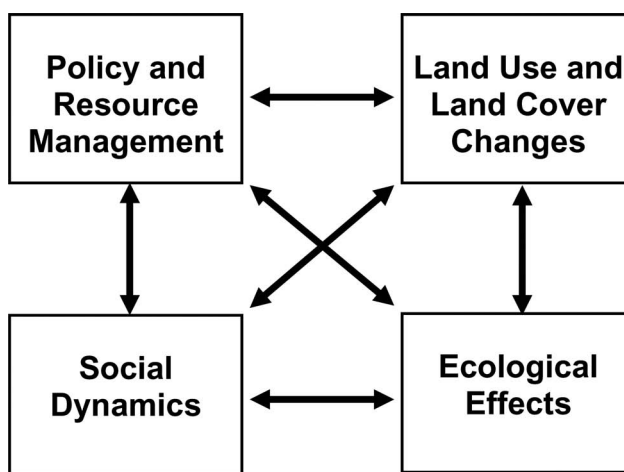 Policy and
Resource
Management
Land Use and
Land Cover
Changes
Social
Dynamics
Ecological
Effects